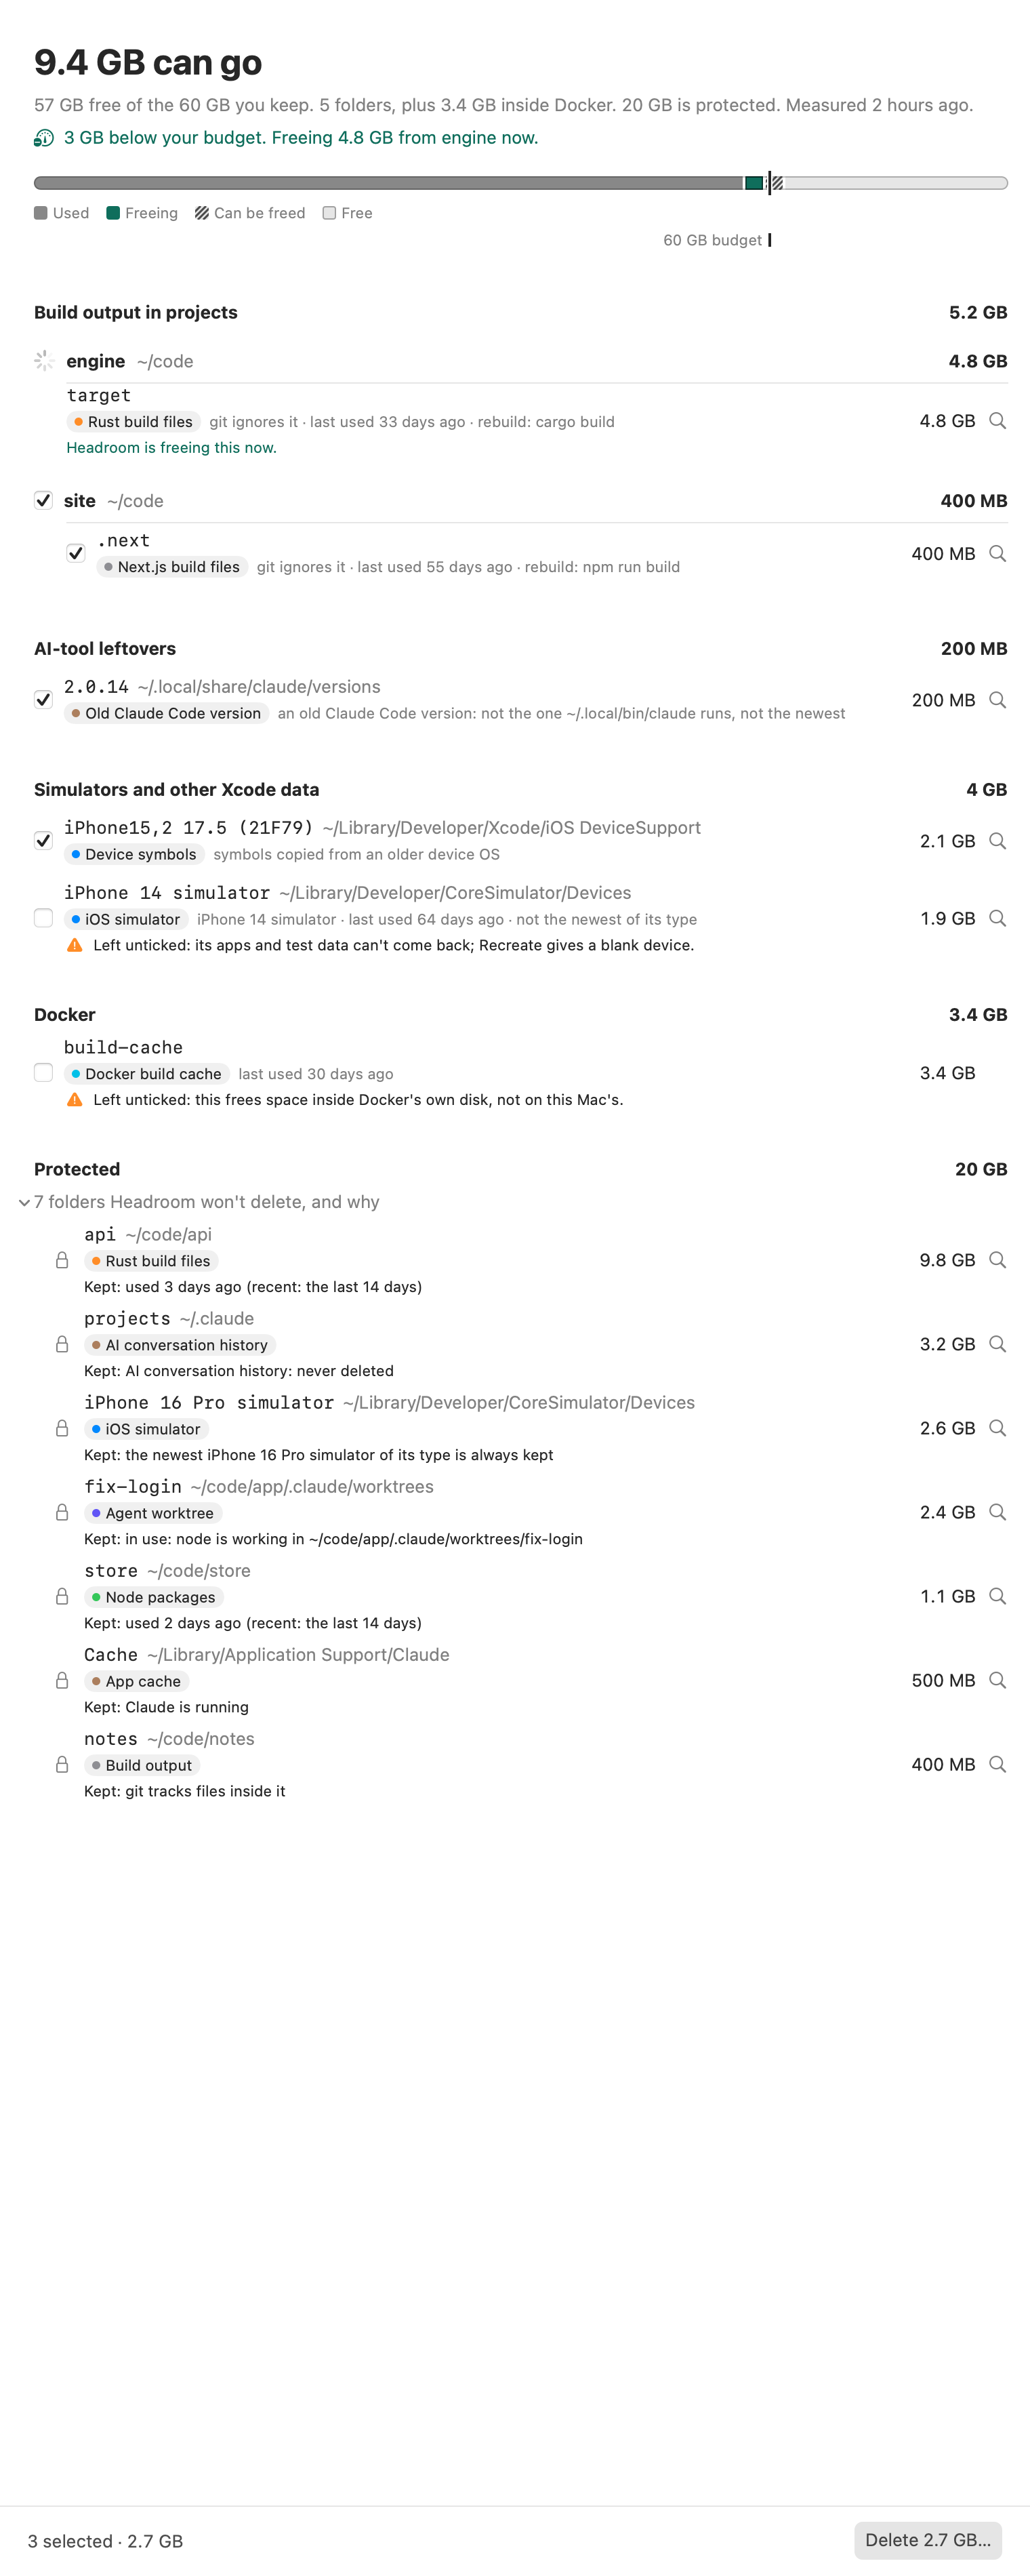 9.4 GB can go
57 GB free of the 60 GB you keep. 5 folders, plus 3.4 GB inside Docker. 20 GB is protected. Measured 2 hours ago.
3 GB below your budget. Freeing 4.8 GB from engine now.
Used Freeing Can be freed Free
60 GB budget
Build output in projects 5.2 GB
engine ~/code 4.8 GB
target
Rust build files git ignores it · last used 33 days ago · rebuild: cargo build 4.8 GB
Headroom is freeing this now.
site ~/code 400 MB
.next
Next.js build files git ignores it · last used 55 days ago · rebuild: npm run build 400 MB
AI-tool leftovers 200 MB
2.0.14 ~/.local/share/claude/versions
Old Claude Code version an old Claude Code version: not the one ~/.local/bin/claude runs, not the newest 200 MB
Simulators and other Xcode data 4 GB
iPhone15,2 17.5 (21F79) ~/Library/Developer/Xcode/iOS DeviceSupport
Device symbols symbols copied from an older device OS 2.1 GB
iPhone 14 simulator ~/Library/Developer/CoreSimulator/Devices
iOS simulator iPhone 14 simulator · last used 64 days ago · not the newest of its type 1.9 GB
Left unticked: its apps and test data can't come back; Recreate gives a blank device.
Docker 3.4 GB
build-cache
Docker build cache last used 30 days ago 3.4 GB
Left unticked: this frees space inside Docker's own disk, not on this Mac's.
Protected 20 GB
7 folders Headroom won't delete, and why
api ~/code/api
Rust build files 9.8 GB
Kept: used 3 days ago (recent: the last 14 days)
projects ~/.claude
AI conversation history 3.2 GB
Kept: AI conversation history: never deleted
iPhone 16 Pro simulator ~/Library/Developer/CoreSimulator/Devices
iOS simulator 2.6 GB
Kept: the newest iPhone 16 Pro simulator of its type is always kept
fix-login ~/code/app/.claude/worktrees
Agent worktree 2.4 GB
Kept: in use: node is working in ~/code/app/.claude/worktrees/fix-login
store ~/code/store
Node packages 1.1 GB
Kept: used 2 days ago (recent: the last 14 days)
Cache ~/Library/Application Support/Claude
App cache 500 MB
Kept: Claude is running
notes ~/code/notes
Build output 400 MB
Kept: git tracks files inside it
3 selected · 2.7 GB Delete 2.7 GB...